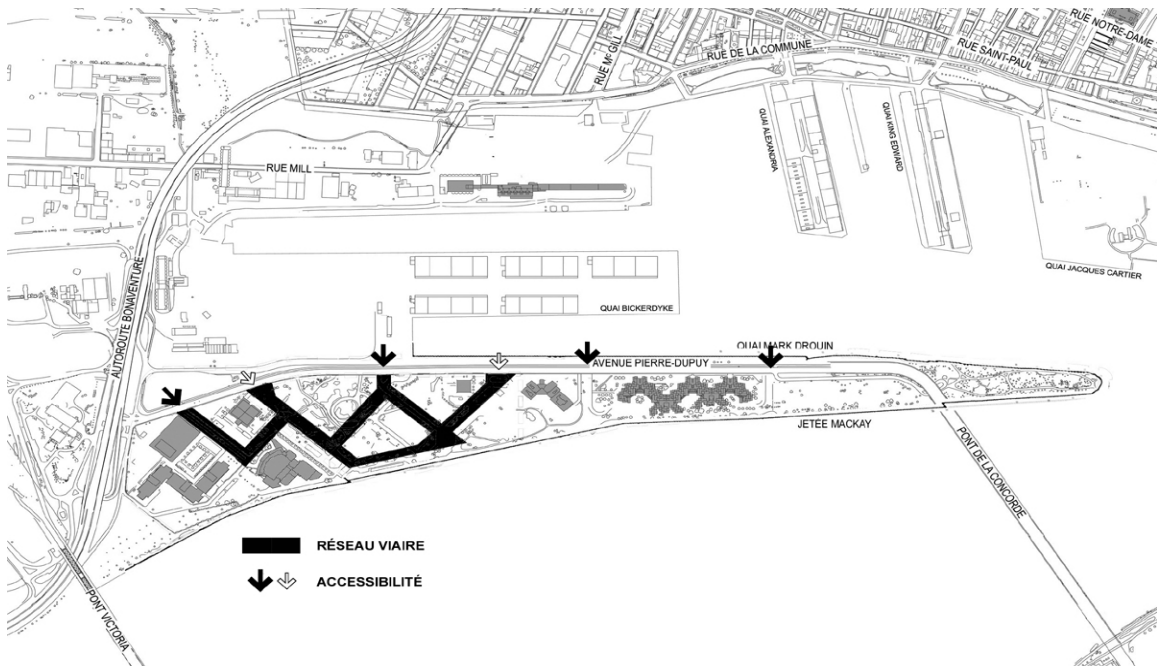 RUE NOTRE-DAME
RUE SAINT-PAUL
RUE DE LA COMMUNE
RUE McGILL
QUAI ALEXANDRIA
QUAI KING EDWARD
RUE MILL
QUAI JACQUES CARTIER
AUTOROUTE BONAVENTURE
QUAI BICKERDYKE
QUAI MARK DROUIN
AVENUE PIERRE-DUPUY
JETÉE MACKAY
PONT DE LA CONCORDE
RÉSEAU VIAIRE
ACCESSIBILITÉ
PONT VICTORIA